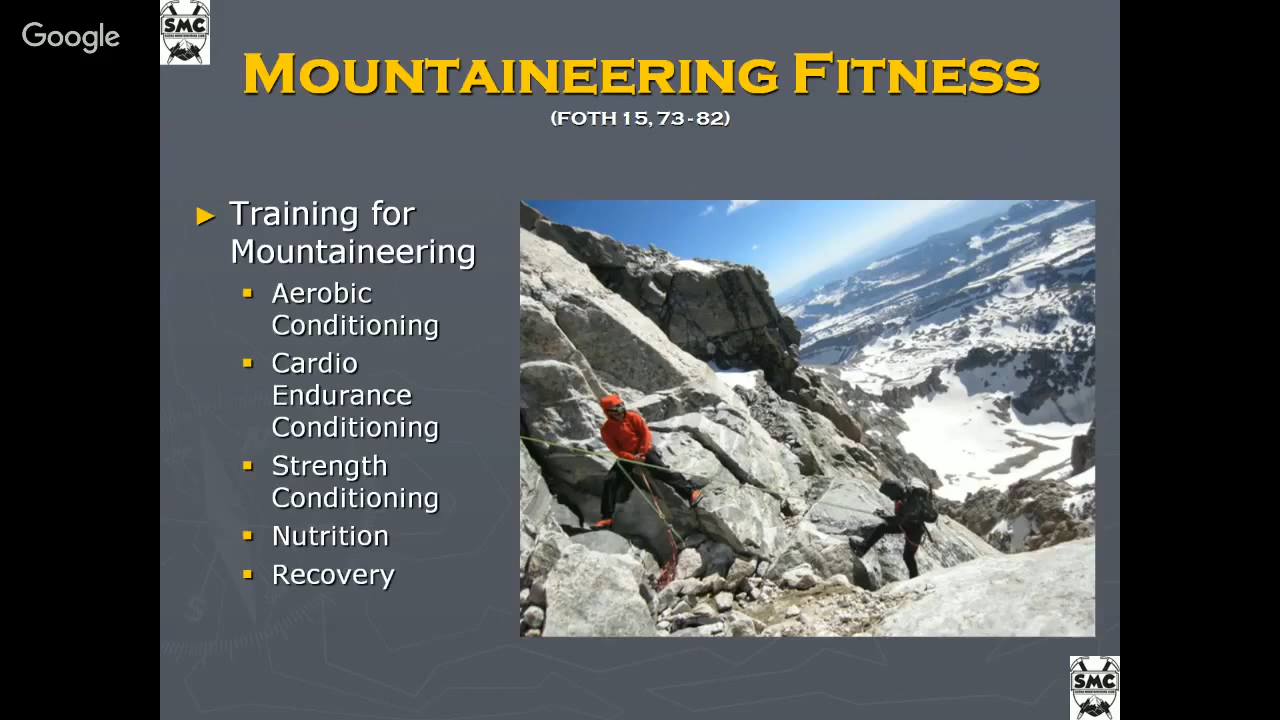 Google
SMC
MOUNTAINEERING FITNESS
(FOTH 15, 73-82)
Training for
Mountaineering
Aerobic
Conditioning
Cardio
Endurance
Conditioning
Strength
Conditioning
Nutrition
Recovery
S
SMC